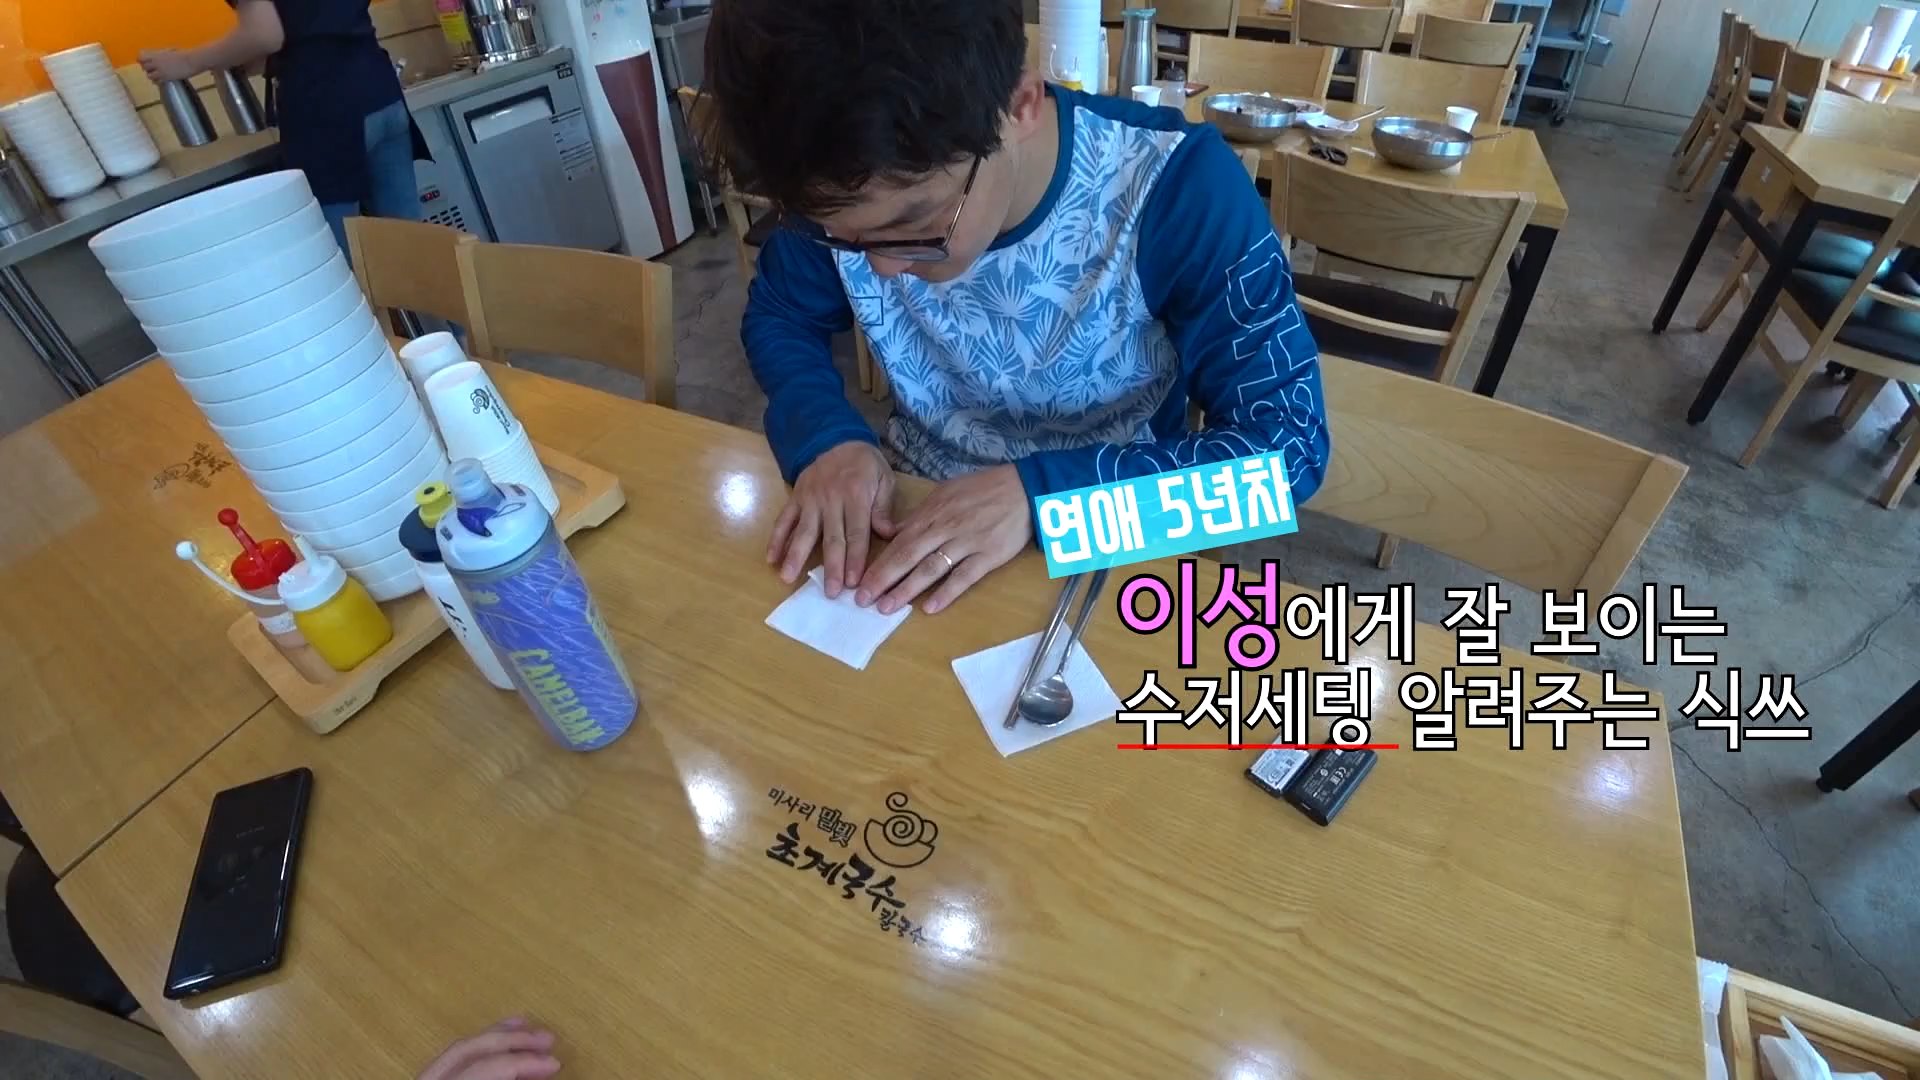 연애 5년차
이성에게 잘 보이는
수저세팅 알려주는 식쓰
CAMELBAK
미사리 밀빛
초계국수
칼국수